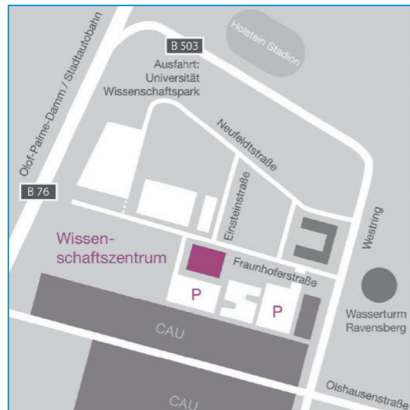 Holstein Stadion
B 503
Ausfahrt:
Universität
Wissenschaftspark
Olof-Palme-Damm / Stadtautobahn
Neufeldtstraße
B 76
Einsteinstraße
Westring
Wissen-
schaftszentrum
Fraunhoferstraße
P
P
Wasserturm
Ravensberg
CAU
Olshausenstraße
CAU